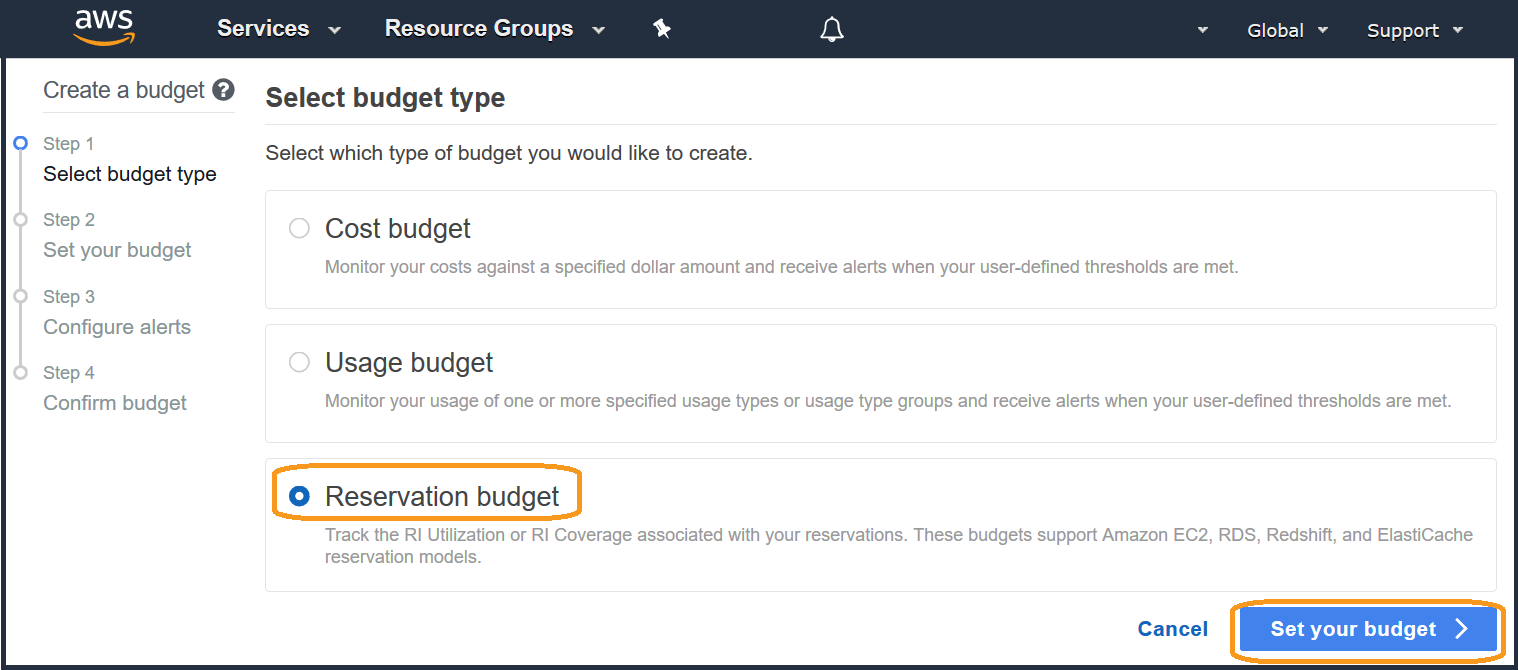 aws Services Resource Groups Global Support
Create a budget ?
Step 1
Select budget type
Step 2
Set your budget
Step 3
Configure alerts
Step 4
Confirm budget
Select budget type
Select which type of budget you would like to create.
Cost budget
Monitor your costs against a specified dollar amount and receive alerts when your user-defined thresholds are met.
Usage budget
Monitor your usage of one or more specified usage types or usage type groups and receive alerts when your user-defined thresholds are met.
Reservation budget
Track the RI Utilization or RI Coverage associated with your reservations. These budgets support Amazon EC2, RDS, Redshift, and ElastiCache
reservation models.
Cancel Set your budget